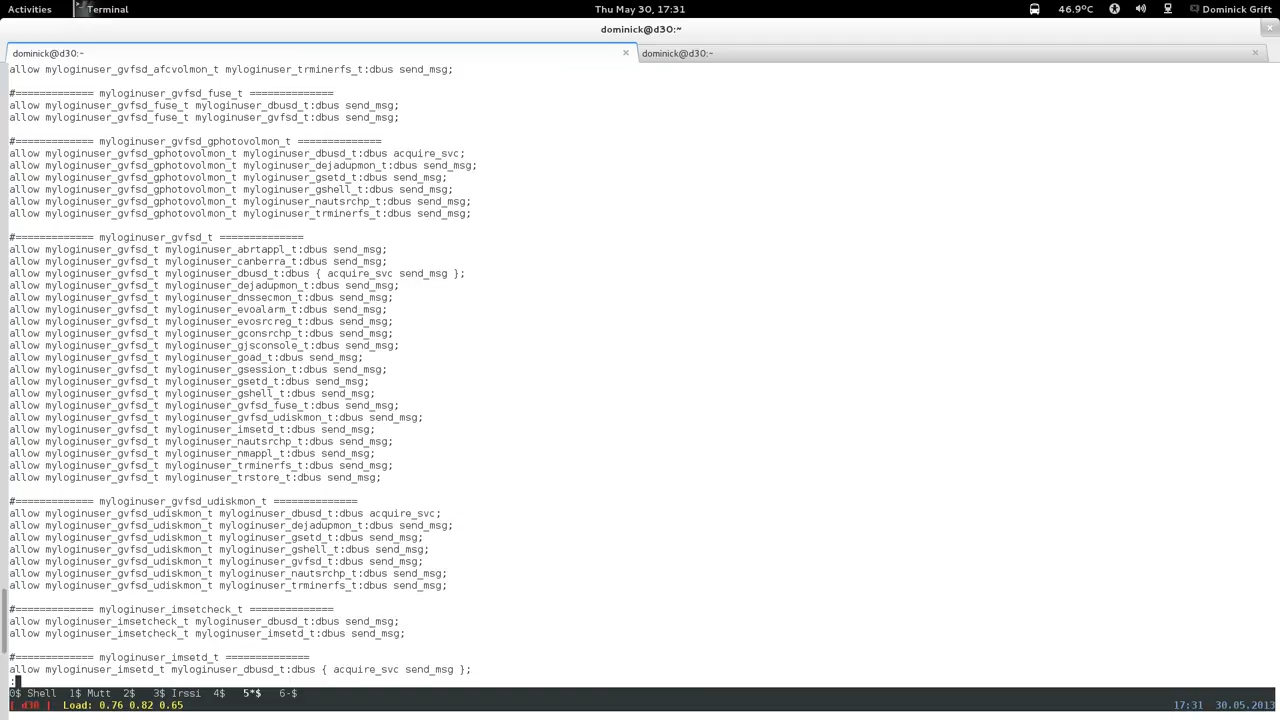 Activities Terminal Thu May 30, 17:31 46.9ºC Dominick Grift
dominick@d30:~
dominick@d30:~ dominick@d30:~
allow myloginuser_gvfsd_afcvolmon_t myloginuser_trminerfs_t:dbus send_msg;
#============= myloginuser_gvfsd_fuse_t ==============
allow myloginuser_gvfsd_fuse_t myloginuser_dbusd_t:dbus send_msg;
allow myloginuser_gvfsd_fuse_t myloginuser_gvfsd_t:dbus send_msg;
#============= myloginuser_gvfsd_gphotovolmon_t ==============
allow myloginuser_gvfsd_gphotovolmon_t myloginuser_dbusd_t:dbus acquire_svc;
allow myloginuser_gvfsd_gphotovolmon_t myloginuser_dejadupmon_t:dbus send_msg;
allow myloginuser_gvfsd_gphotovolmon_t myloginuser_gsetd_t:dbus send_msg;
allow myloginuser_gvfsd_gphotovolmon_t myloginuser_gshell_t:dbus send_msg;
allow myloginuser_gvfsd_gphotovolmon_t myloginuser_nautsrchp_t:dbus send_msg;
allow myloginuser_gvfsd_gphotovolmon_t myloginuser_trminerfs_t:dbus send_msg;
#============= myloginuser_gvfsd_t ==============
allow myloginuser_gvfsd_t myloginuser_abrtappl_t:dbus send_msg;
allow myloginuser_gvfsd_t myloginuser_canberra_t:dbus send_msg;
allow myloginuser_gvfsd_t myloginuser_dbusd_t:dbus { acquire_svc send_msg };
allow myloginuser_gvfsd_t myloginuser_dejadupmon_t:dbus send_msg;
allow myloginuser_gvfsd_t myloginuser_dnssecmon_t:dbus send_msg;
allow myloginuser_gvfsd_t myloginuser_evoalarm_t:dbus send_msg;
allow myloginuser_gvfsd_t myloginuser_evosrcreg_t:dbus send_msg;
allow myloginuser_gvfsd_t myloginuser_gconsrchp_t:dbus send_msg;
allow myloginuser_gvfsd_t myloginuser_gjsconsole_t:dbus send_msg;
allow myloginuser_gvfsd_t myloginuser_goad_t:dbus send_msg;
allow myloginuser_gvfsd_t myloginuser_gsession_t:dbus send_msg;
allow myloginuser_gvfsd_t myloginuser_gsetd_t:dbus send_msg;
allow myloginuser_gvfsd_t myloginuser_gshell_t:dbus send_msg;
allow myloginuser_gvfsd_t myloginuser_gvfsd_fuse_t:dbus send_msg;
allow myloginuser_gvfsd_t myloginuser_gvfsd_udiskmon_t:dbus send_msg;
allow myloginuser_gvfsd_t myloginuser_imsetd_t:dbus send_msg;
allow myloginuser_gvfsd_t myloginuser_nautsrchp_t:dbus send_msg;
allow myloginuser_gvfsd_t myloginuser_nmappl_t:dbus send_msg;
allow myloginuser_gvfsd_t myloginuser_trminerfs_t:dbus send_msg;
allow myloginuser_gvfsd_t myloginuser_trstore_t:dbus send_msg;
#============= myloginuser_gvfsd_udiskmon_t ==============
allow myloginuser_gvfsd_udiskmon_t myloginuser_dbusd_t:dbus acquire_svc;
allow myloginuser_gvfsd_udiskmon_t myloginuser_dejadupmon_t:dbus send_msg;
allow myloginuser_gvfsd_udiskmon_t myloginuser_gsetd_t:dbus send_msg;
allow myloginuser_gvfsd_udiskmon_t myloginuser_gshell_t:dbus send_msg;
allow myloginuser_gvfsd_udiskmon_t myloginuser_gvfsd_t:dbus send_msg;
allow myloginuser_gvfsd_udiskmon_t myloginuser_nautsrchp_t:dbus send_msg;
allow myloginuser_gvfsd_udiskmon_t myloginuser_trminerfs_t:dbus send_msg;
#============= myloginuser_imsetcheck_t ==============
allow myloginuser_imsetcheck_t myloginuser_dbusd_t:dbus send_msg;
allow myloginuser_imsetcheck_t myloginuser_imsetd_t:dbus send_msg;
#============= myloginuser_imsetd_t ==============
allow myloginuser_imsetd_t myloginuser_dbusd_t:dbus { acquire_svc send_msg };
:
0$ Shell 1$ Mutt 2$ 3$ Irssi 4$ 5*$ 6-$
[ d30 ] Load: 0.76 0.82 0.65 17:31 30.05.2013